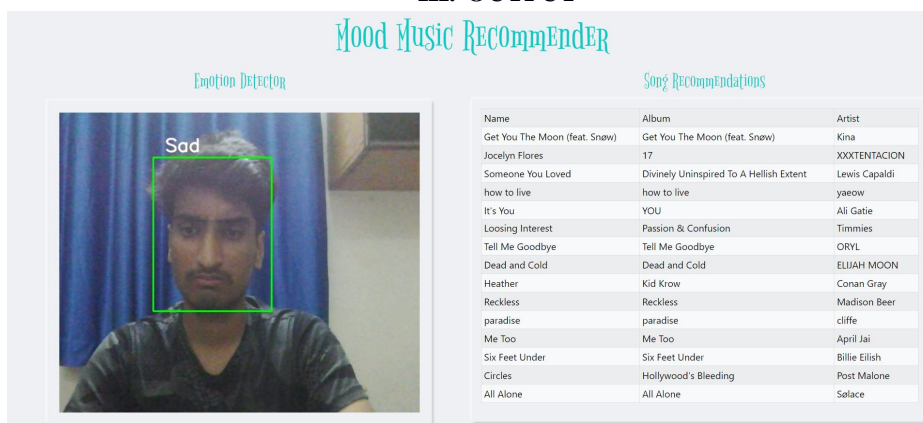 Mood Music Recommender
Emotion Detector
Song Recommendations
Sad
Name Album Artist
Get You The Moon (feat. Snøw) Get You The Moon (feat. Snøw) Kina
Jocelyn Flores 17 XXXTENTACION
Someone You Loved Divinely Uninspired To A Hellish Extent Lewis Capaldi
how to live how to live yaeow
It's You YOU Ali Gatie
Loosing Interest Passion & Confusion Timmies
Tell Me Goodbye Tell Me Goodbye ORYL
Dead and Cold Dead and Cold ELIJAH MOON
Heather Kid Krow Conan Gray
Reckless Reckless Madison Beer
paradise paradise cliffe
Me Too Me Too April Jai
Six Feet Under Six Feet Under Billie Eilish
Circles Hollywood's Bleeding Post Malone
All Alone All Alone Sølace